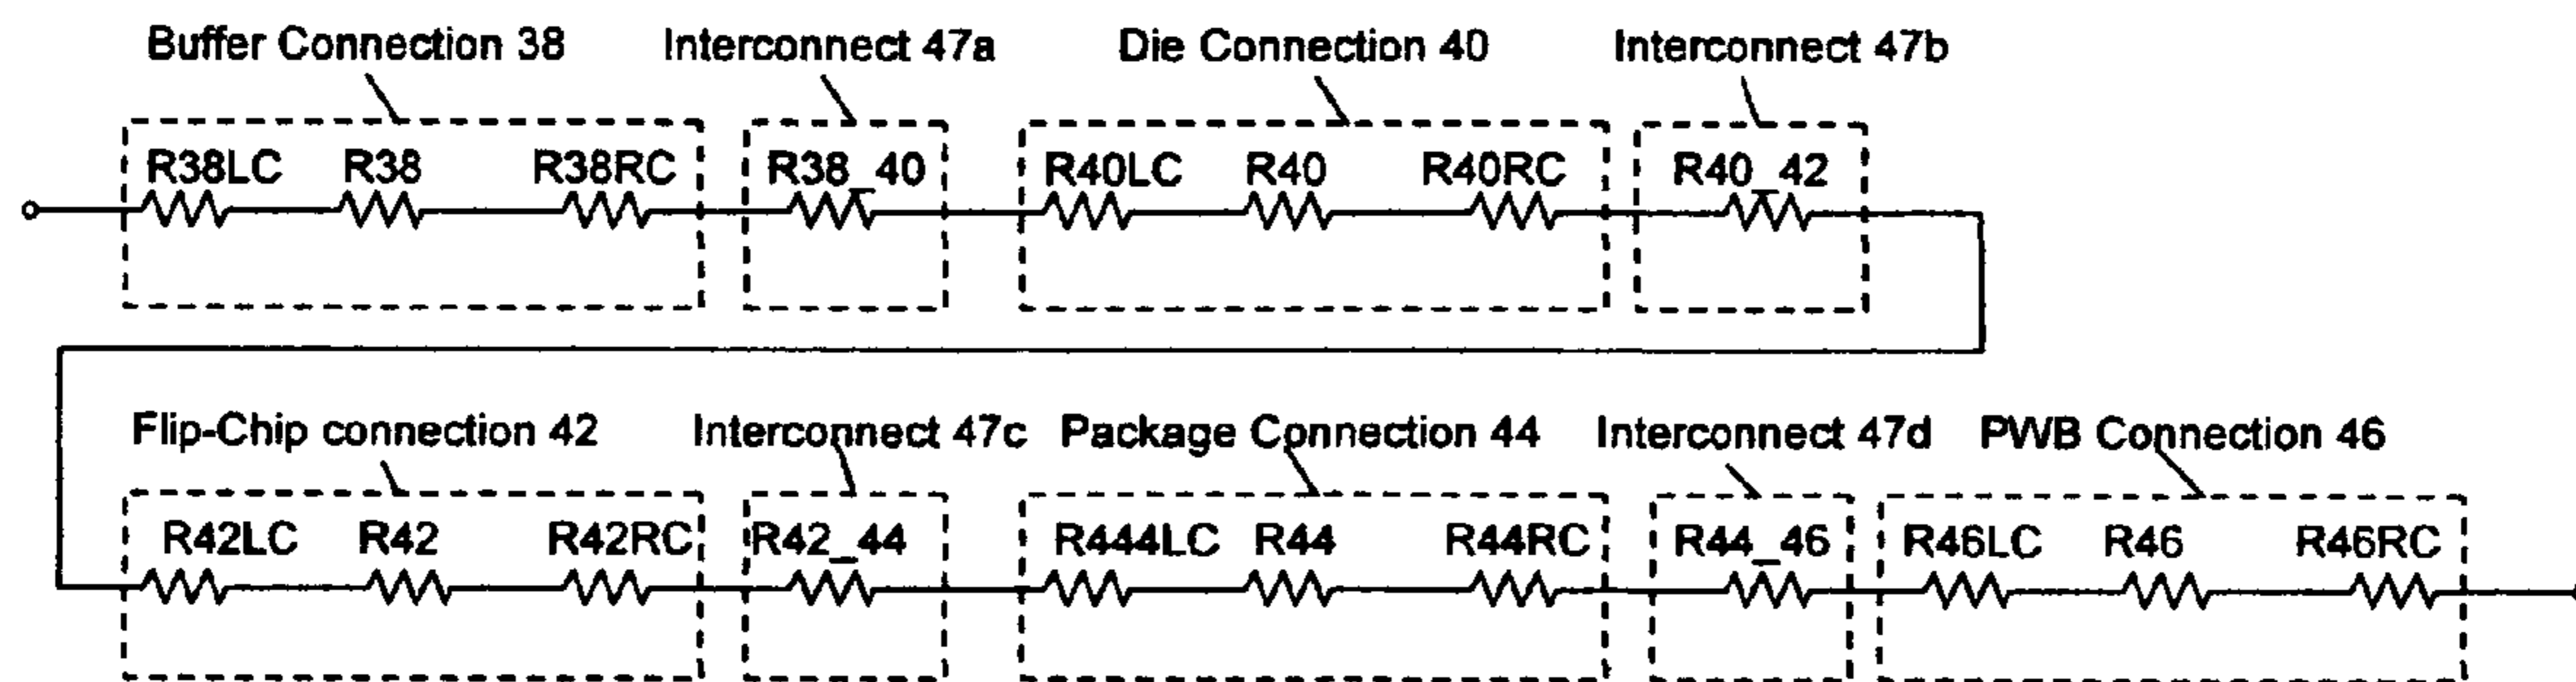 Buffer Connection 38 Interconnect 47a Die Connection 40 Interconnect 47b
R38LC R38 R38RC R38_40 R40LC R40 R40RC R40_42
Flip-Chip connection 42 Interconnect 47c Package Connection 44 Interconnect 47d PWB Connection 46
R42LC R42 R42RC R42_44 R444LC R44 R44RC R44_46 R46LC R46 R46RC